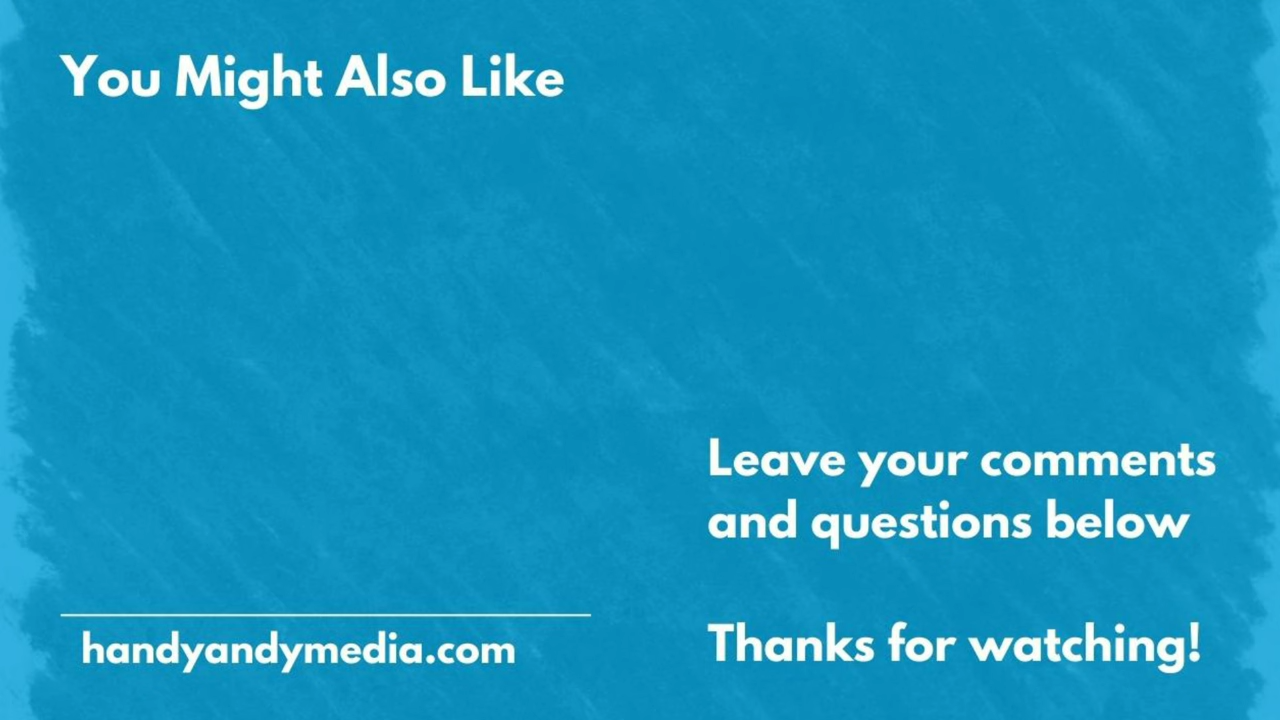 You Might Also Like
Leave your comments
and questions below
handyandymedia.com
Thanks for watching!